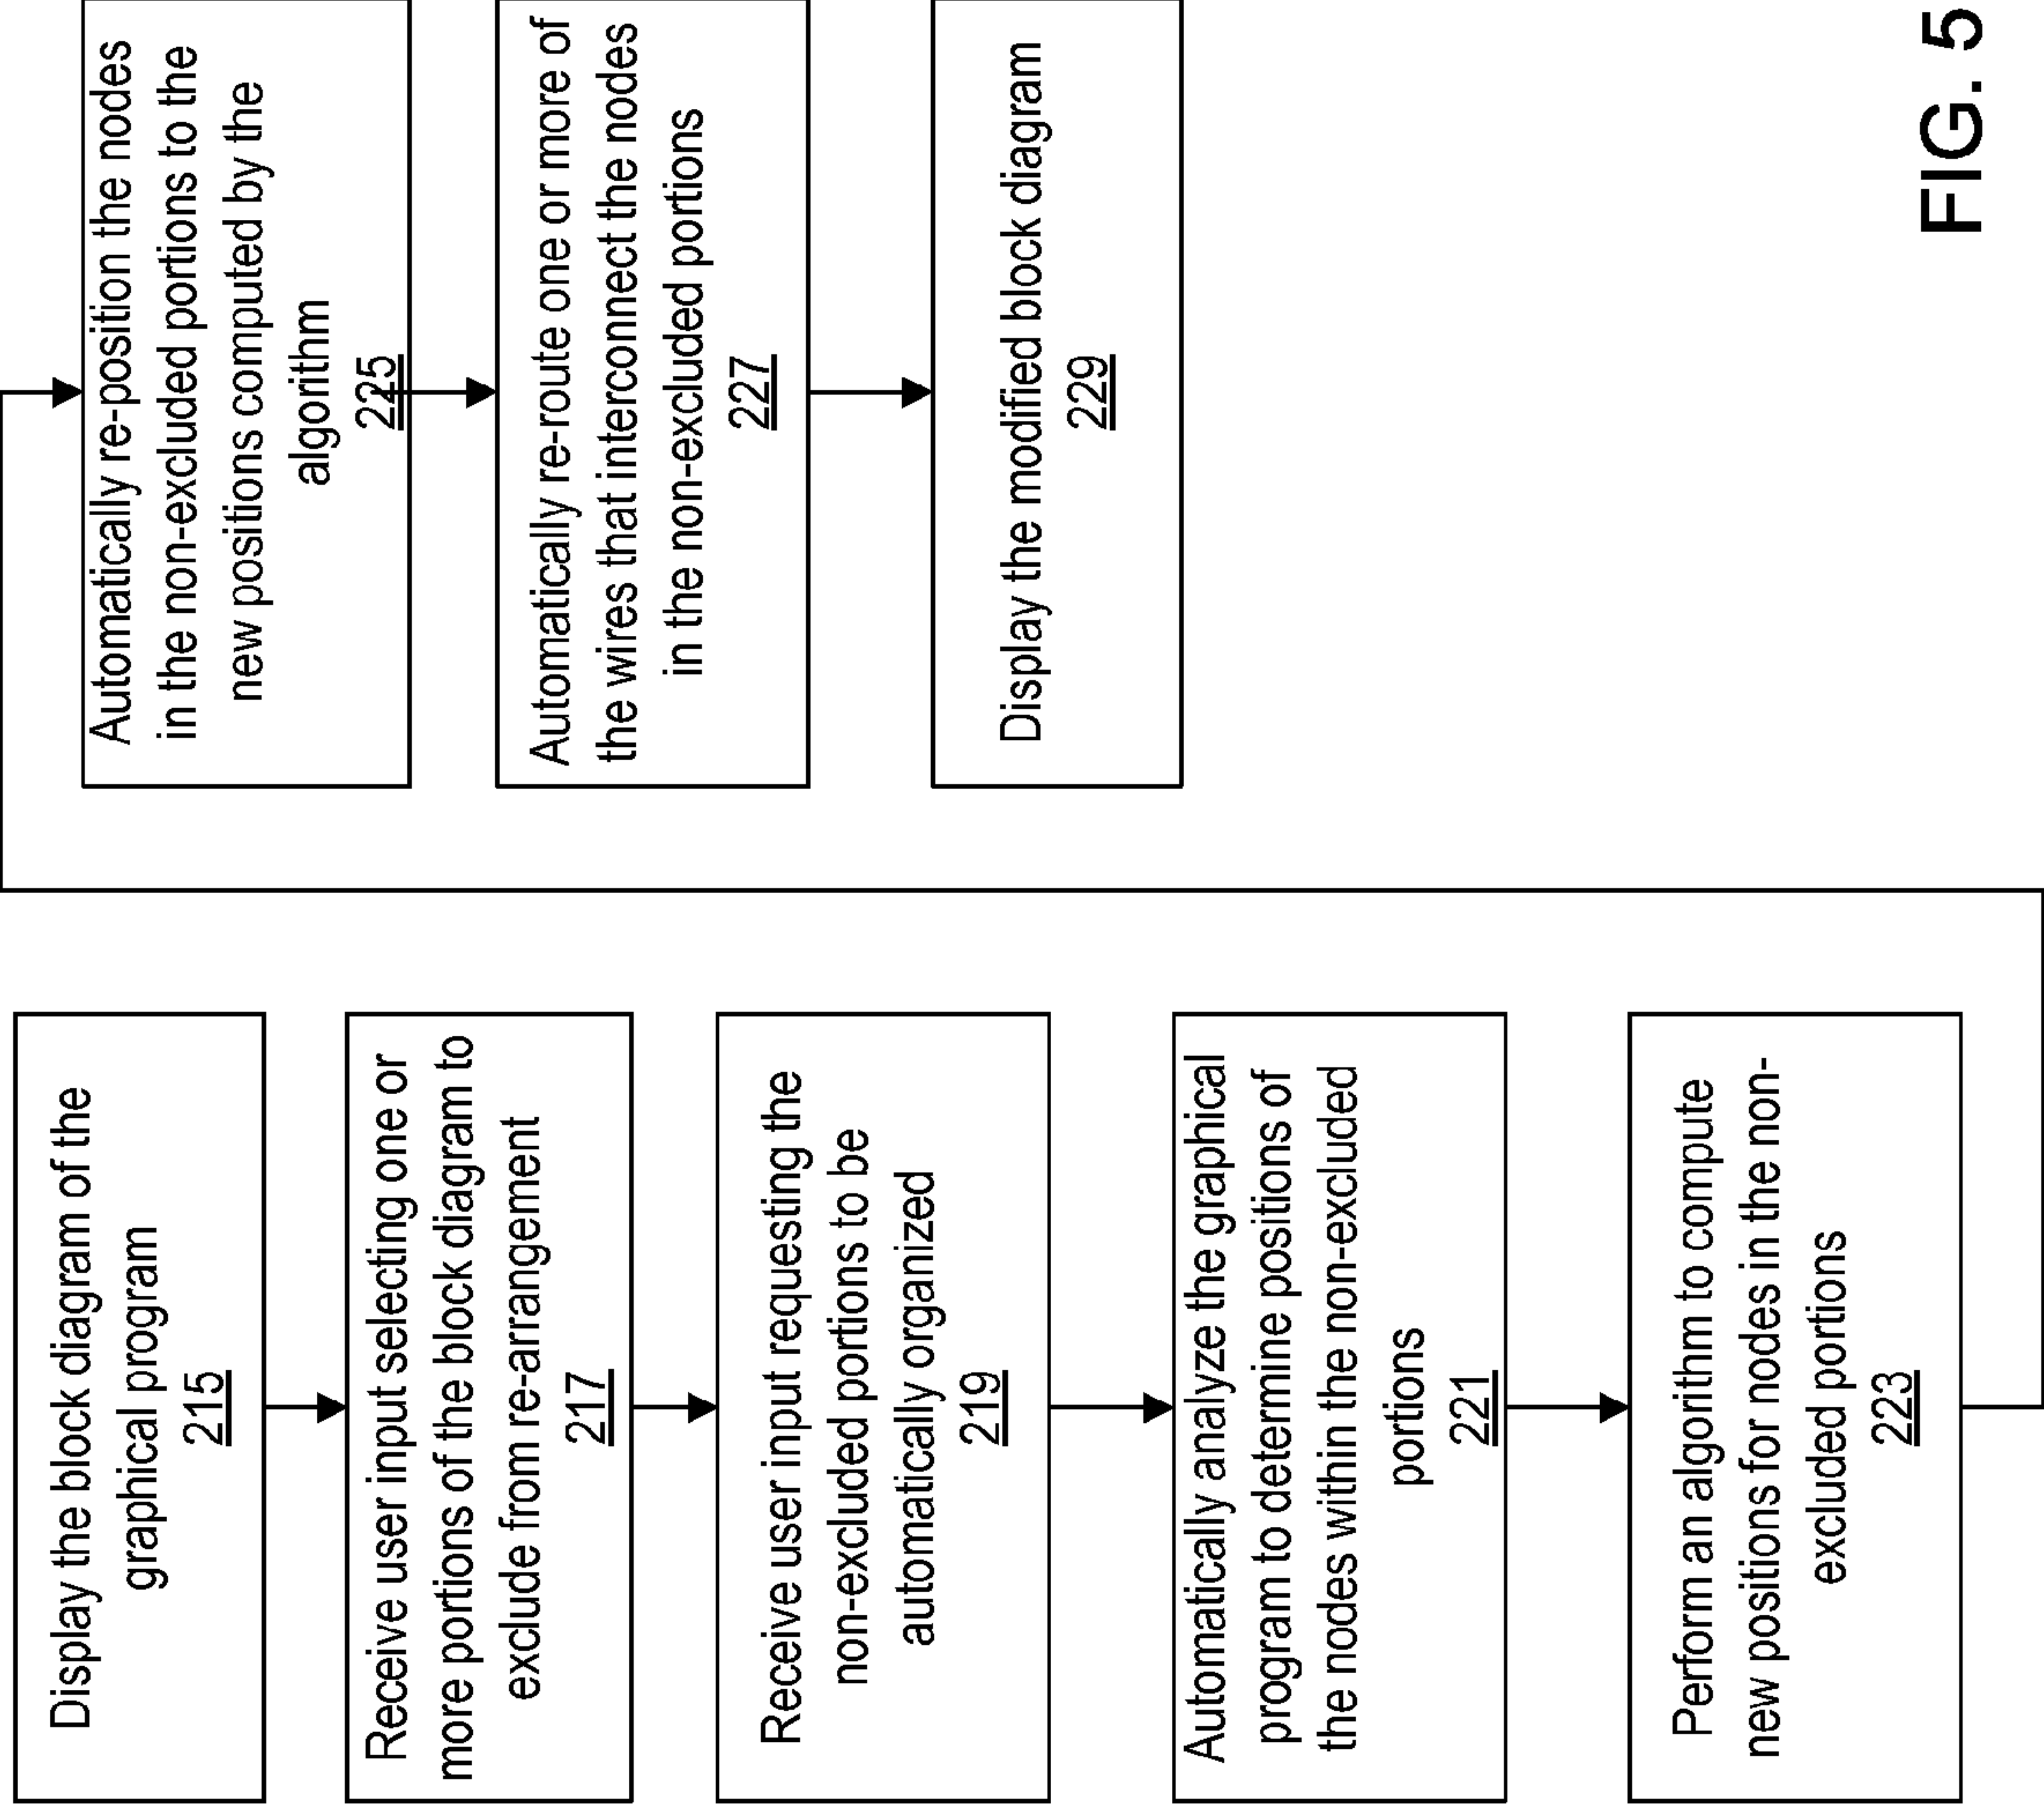 Display the block diagram of the
graphical program
215
Receive user input selecting one or
more portions of the block diagram to
exclude from re-arrangement
217
Receive user input requesting the
non-excluded portions to be
automatically organized
219
Automatically analyze the graphical
program to determine positions of
the nodes within the non-excluded
portions
221
Perform an algorithm to compute
new positions for nodes in the non-
excluded portions
223
Automatically re-position the nodes
in the non-excluded portions to the
new positions computed by the
algorithm
225
Automatically re-route one or more of
the wires that interconnect the nodes
in the non-excluded portions
227
Display the modified block diagram
229
FIG. 5